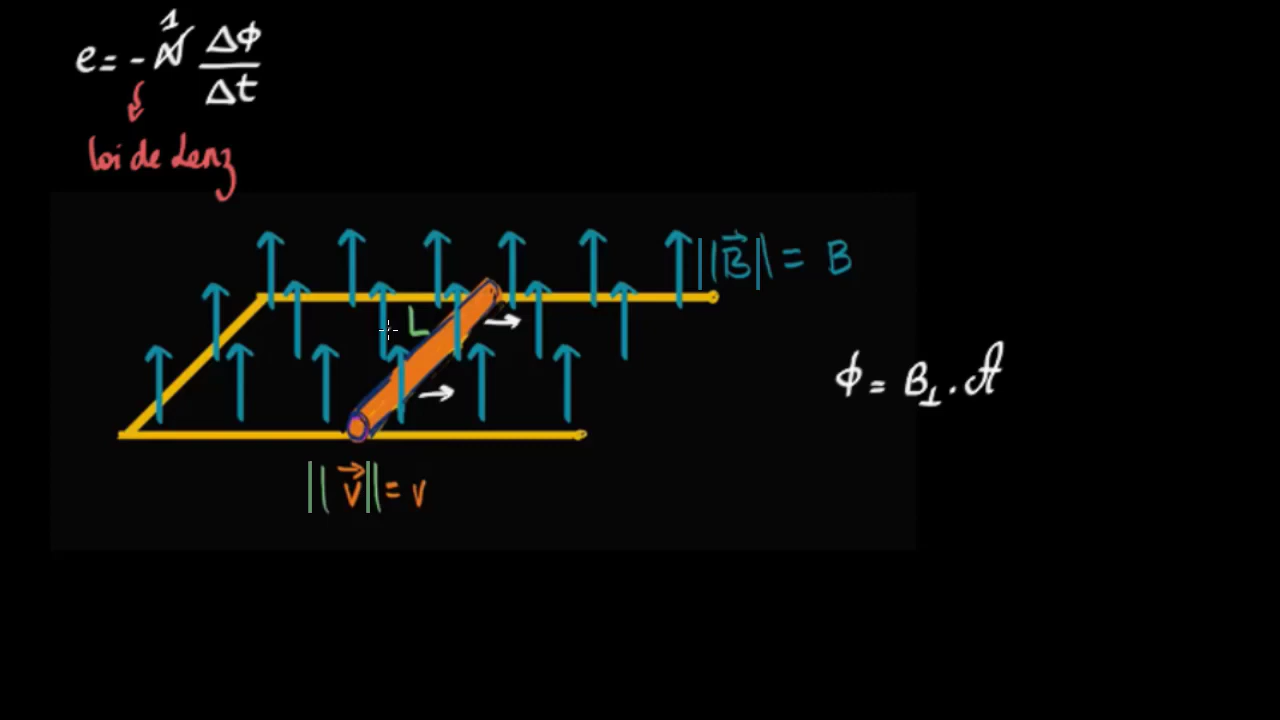 e = - N 1 Δϕ/Δt
loi de Lenz
||B⃗|| = B
L
ϕ = B⊥ . A
||v⃗|| = v